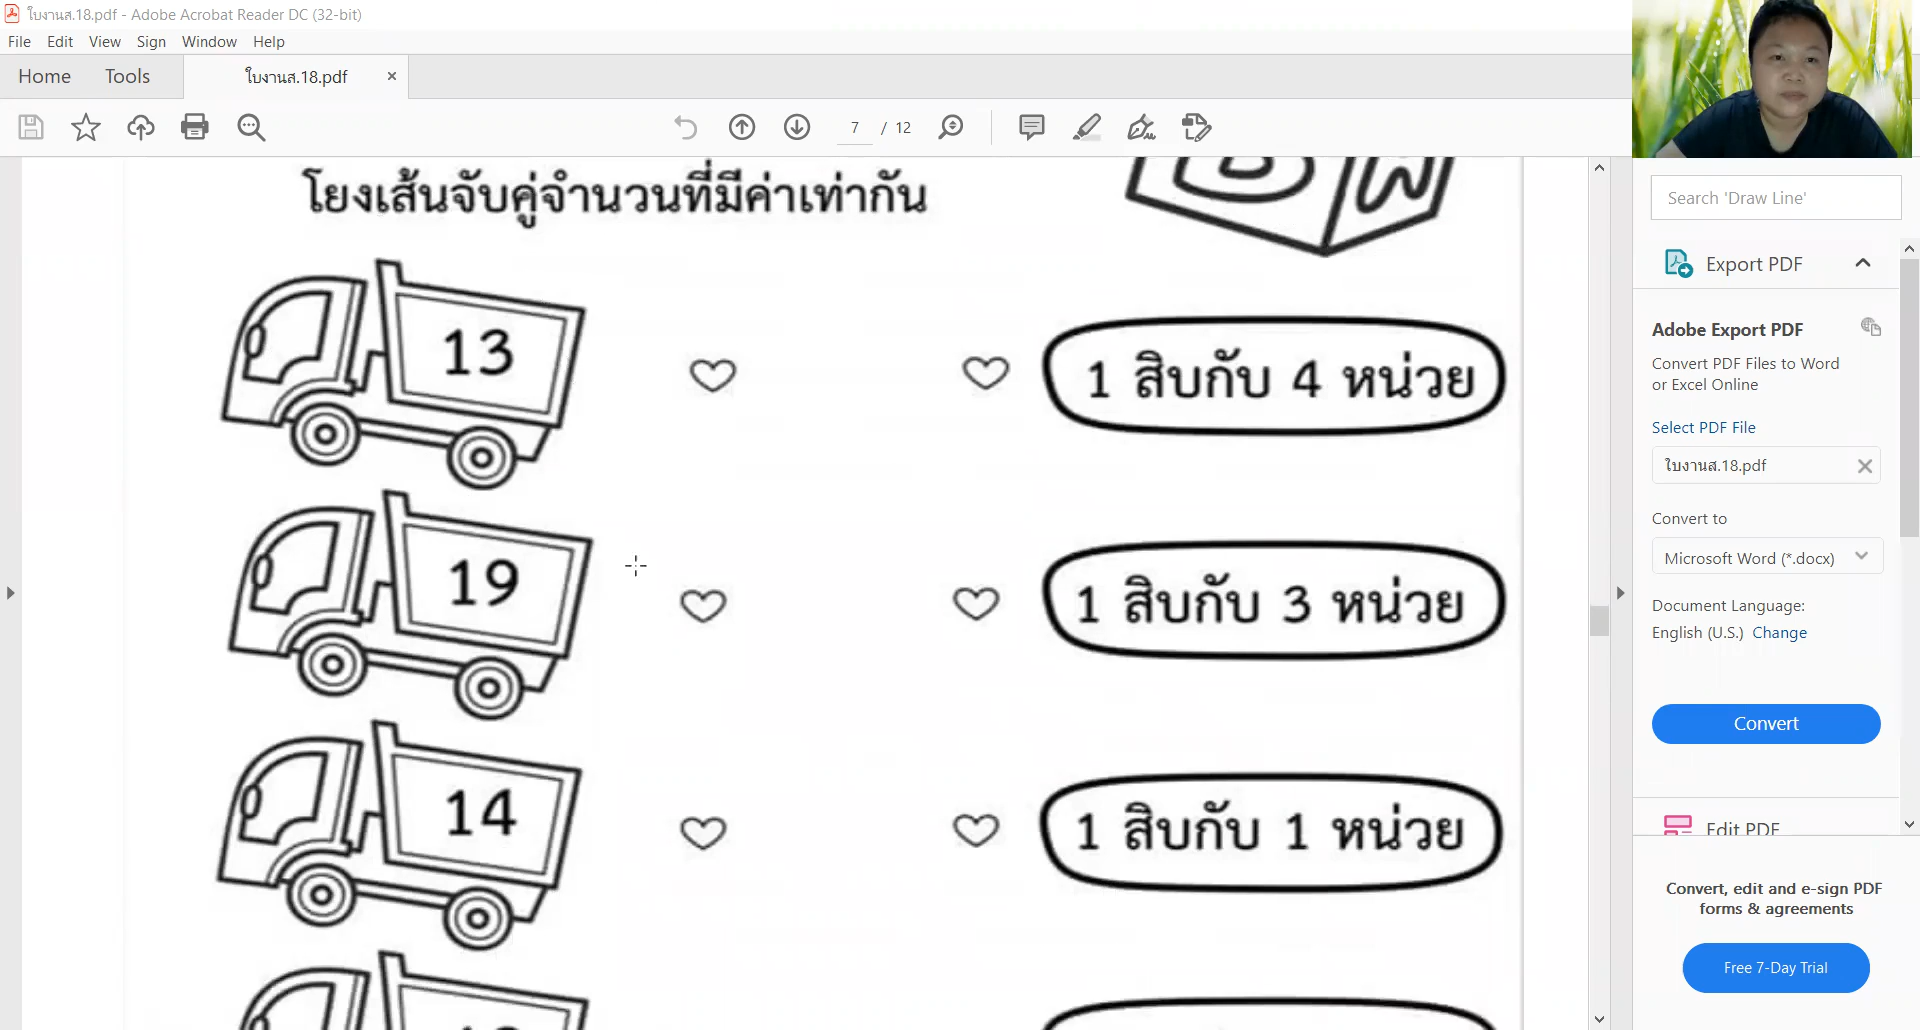 ใบงานส.18.pdf - Adobe Acrobat Reader DC (32-bit)
File Edit View Sign Window Help
Home Tools ใบงานส.18.pdf
7 / 12
โยงเส้นจับคู่จำนวนที่มีค่าเท่ากัน
13
1 สิบกับ 4 หน่วย
19
1 สิบกับ 3 หน่วย
14
1 สิบกับ 1 หน่วย
Search 'Draw Line'
Export PDF
Adobe Export PDF
Convert PDF Files to Word
or Excel Online
Select PDF File
ใบงานส.18.pdf
Convert to
Microsoft Word (*.docx)
Document Language:
English (U.S.) Change
Convert
Edit PDF
Convert, edit and e-sign PDF
forms & agreements
Free 7-Day Trial